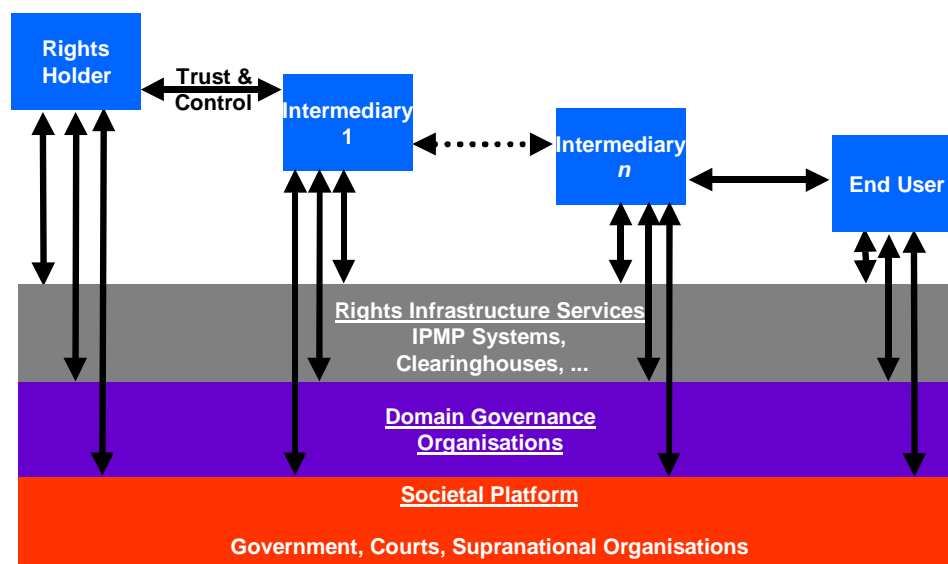 Rights
Holder
Trust &
Control
Intermediary
1
Intermediary
n
End User
Rights Infrastructure Services
IPMP Systems,
Clearinghouses, ...
Domain Governance
Organisations
Societal Platform
Government, Courts, Supranational Organisations